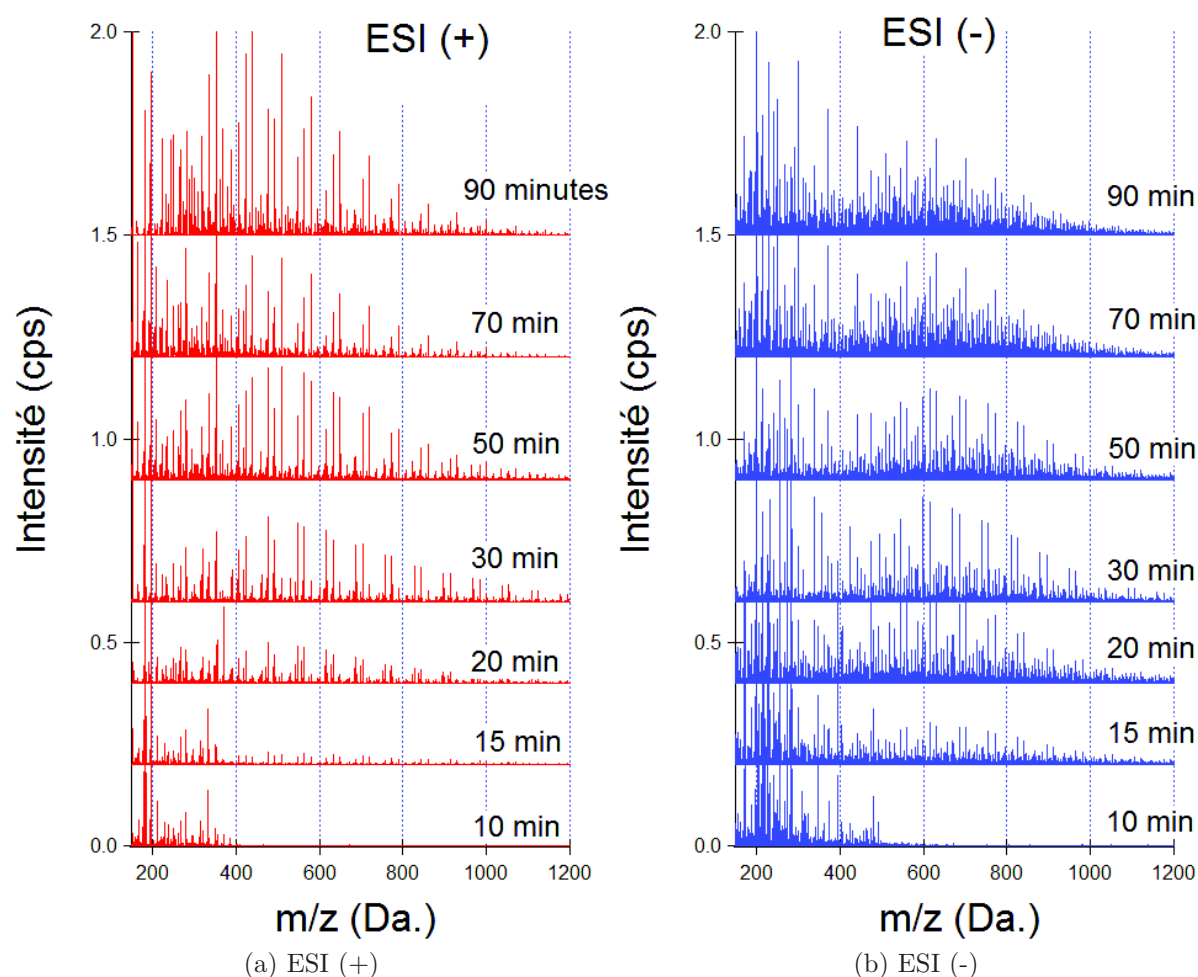 ESI (+)
2.0
1.5
1.0
0.5
0.0
Intensité (cps)
90 minutes
70 min
50 min
30 min
20 min
15 min
10 min
200 400 600 800 1000 1200
m/z (Da.)
(a) ESI (+)
ESI (-)
2.0
1.5
1.0
0.5
0.0
Intensité (cps)
90 min
70 min
50 min
30 min
20 min
15 min
10 min
200 400 600 800 1000 1200
m/z (Da.)
(b) ESI (-)